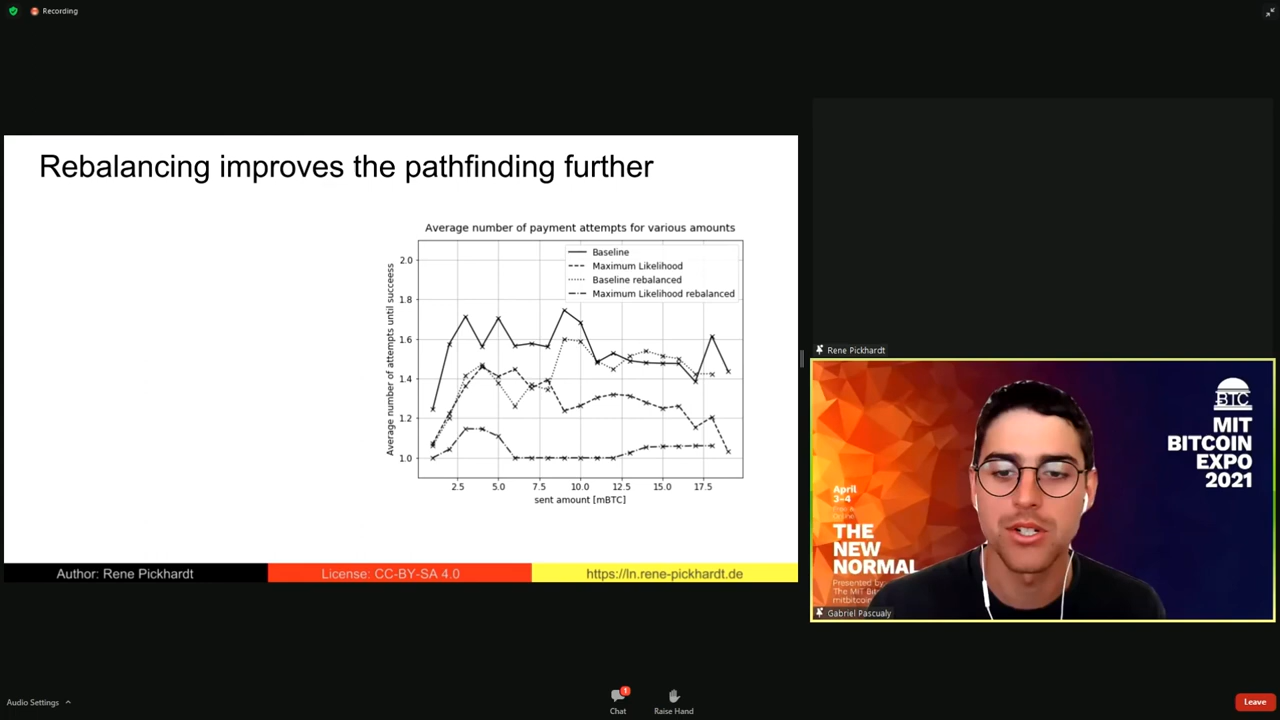 Recording
Rebalancing improves the pathfinding further
Average number of payment attempts for various amounts
Average number of attempts until succeess
2.0
1.8
1.6
1.4
1.2
1.0
Baseline
Maximum Likelihood
Baseline rebalanced
Maximum Likelihood rebalanced
2.5 5.0 7.5 10.0 12.5 15.0 17.5
sent amount [mBTC]
Author: Rene Pickhardt
License: CC-BY-SA 4.0
https://ln.rene-pickhardt.de
Rene Pickhardt
BTC
MIT
BITCOIN
EXPO
2021
April
3-4
THE
NEW
NORMAL
Presented by
The MIT Bit
mitbitcoin
Gabriel Pascualy
Audio Settings
1
Chat
Raise Hand
Leave